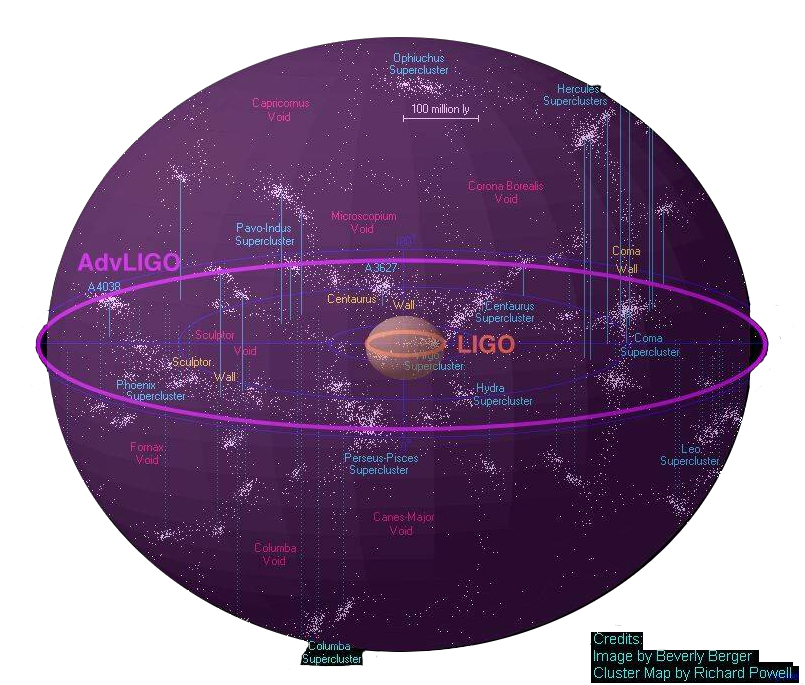 Ophiuchus
Supercluster
Hercules
Superclusters
Capricornus
Void
100 million ly
Corona Borealis
Void
Microscopium
Void
Pavo-Indus
Supercluster
Coma
Wall
AdvLIGO
A3627
A4038
Centaurus
Wall
Centaurus
Supercluster
Sculptor
Void
LIGO
Coma
Supercluster
Virgo
Supercluster
Sculptor
Wall
Phoenix
Supercluster
Hydra
Supercluster
Fornax
Void
Perseus-Pisces
Supercluster
Leo
Supercluster
Canes-Major
Void
Columba
Void
Columba
Supercluster
Credits:
Image by Beverly Berger
Cluster Map by Richard Powell